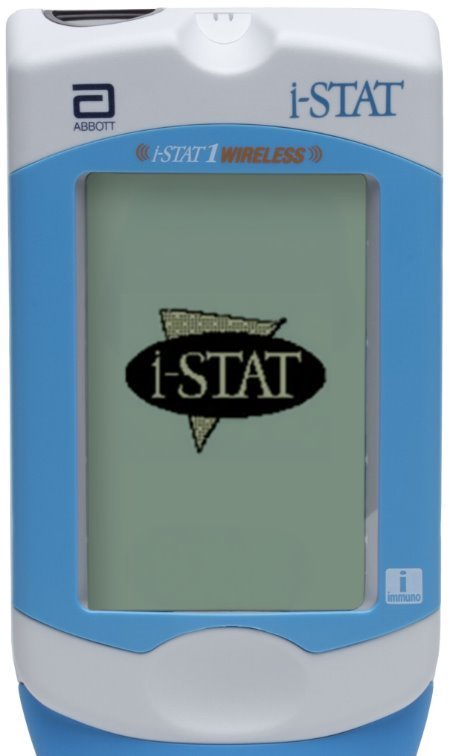 i-STAT
ABBOTT
i-STAT 1 WIRELESS
i-STAT
i
immuno